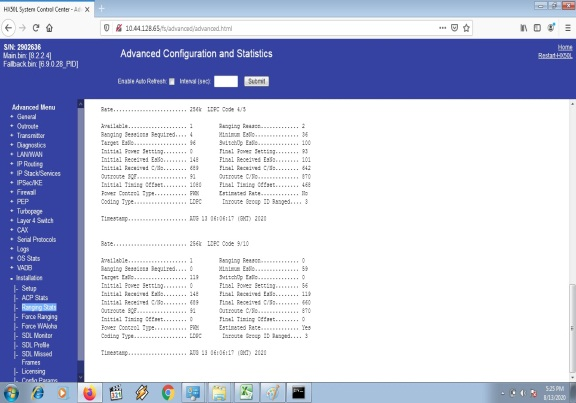 HX50L System Control Center - Ad
10.44.128.65/fs/advanced/advanced.html
S/N: 2902636
Main.bin: [8.2.2.4]
Fallback.bin: [6.9.0.28_PID]
Advanced Configuration and Statistics
Home
Restart-HX50L
Enable Auto Refresh: Interval (sec): Submit
Advanced Menu
+ General
+ Outroute
+ Transmitter
+ Diagnostics
+ LAN/WAN
+ IP Routing
+ IP Stack/Services
+ IPSec/IKE
+ Firewall
+ PEP
+ Turbopage
+ Layer 4 Switch
+ CAX
+ Serial Protocols
+ Logs
+ OS Stats
+ VADB
- Installation
|- Setup
|- ACP Stats
|- Ranging Stats
|- Force Ranging
|- Force WAloha
|- SDL Monitor
|- SDL Profile
|- SDL Missed
Frames
|- Licensing
|- Config Params
Rate........................ 256k LDPC Code 4/5
Available................... 1 Ranging Reason............. 2
Ranging Sessions Required.... 4 Minimum EsNo............... 36
Target EsNo................. 96 SwitchUp EsNo.............. 100
Initial Power Setting....... 0 Final Power Setting........ 93
Initial Received EsNo....... 148 Final Received EsNo........ 101
Initial Received C/No....... 689 Final Received C/No........ 642
Outroute SQF................ 91 Outroute C/No.............. 870
Initial Timing Offset....... 1080 Final Timing Offset........ 468
Power Control Type.......... PWM Estimated Rate............. No
Coding Type................. LDPC Inroute Group ID Ranged.... 3
Timestamp................... AUG 13 06:06:17 (GMT) 2020
Rate........................ 256k LDPC Code 9/10
Available................... 1 Ranging Reason............. 0
Ranging Sessions Required.... 0 Minimum EsNo............... 59
Target EsNo................. 119 SwitchUp EsNo.............. 0
Initial Power Setting....... 0 Final Power Setting........ 56
Initial Received EsNo....... 148 Final Received EsNo........ 119
Initial Received C/No....... 689 Final Received C/No........ 660
Outroute SQF................ 91 Outroute C/No.............. 870
Initial Timing Offset....... 0 Final Timing Offset........ 0
Power Control Type.......... PWM Estimated Rate............. Yes
Coding Type................. LDPC Inroute Group ID Ranged.... 3
Timestamp................... AUG 13 06:06:17 (GMT) 2020
321
5:23 PM
8/13/2020